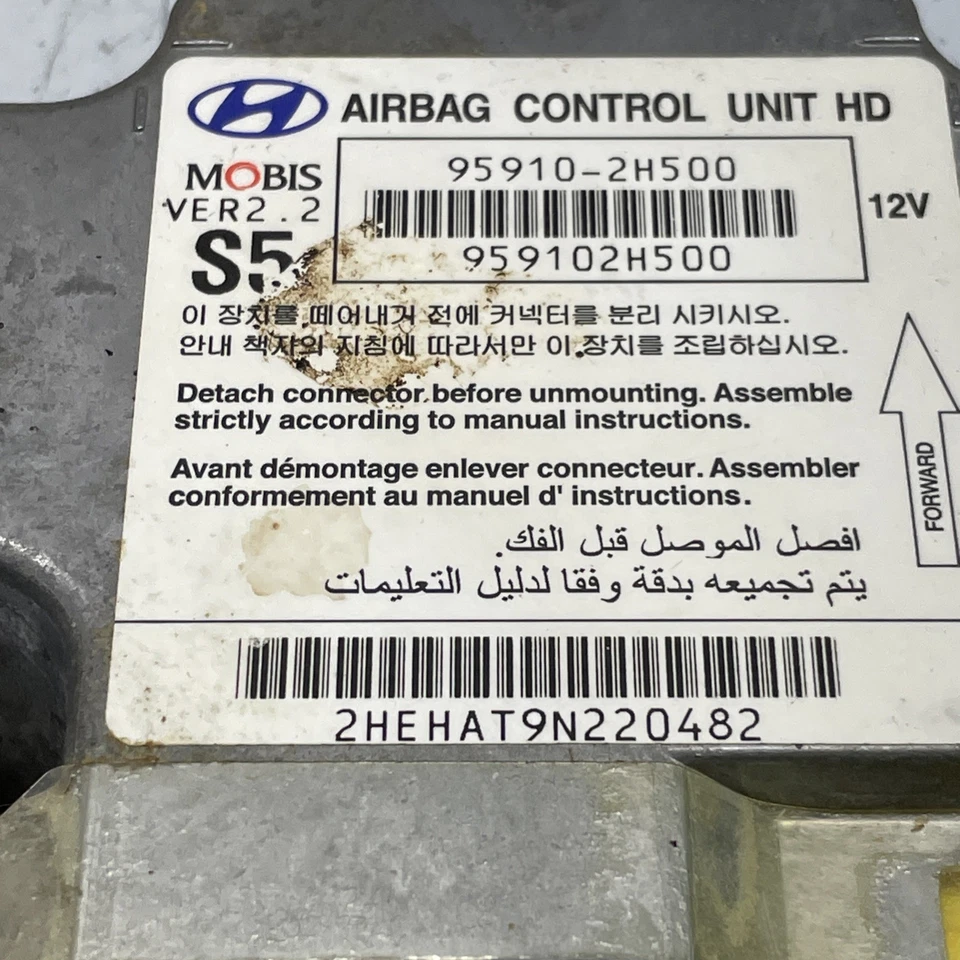 AIRBAG CONTROL UNIT HD
MOBIS
VER2.2
S5
95910-2H500
959102H500
12V
이 장치를 떼어내기 전에 커넥터를 분리 시키시오.
안내 책자의 지침에 따라서만 이 장치를 조립하십시오.
Detach connector before unmounting. Assemble
strictly according to manual instructions.
Avant démontage enlever connecteur. Assembler
conformement au manuel d' instructions.
افصل الموصل قبل الفك.
يتم تجميعه بدقة وفقا لدليل التعليمات
FORWARD
2HEHAT9N220482